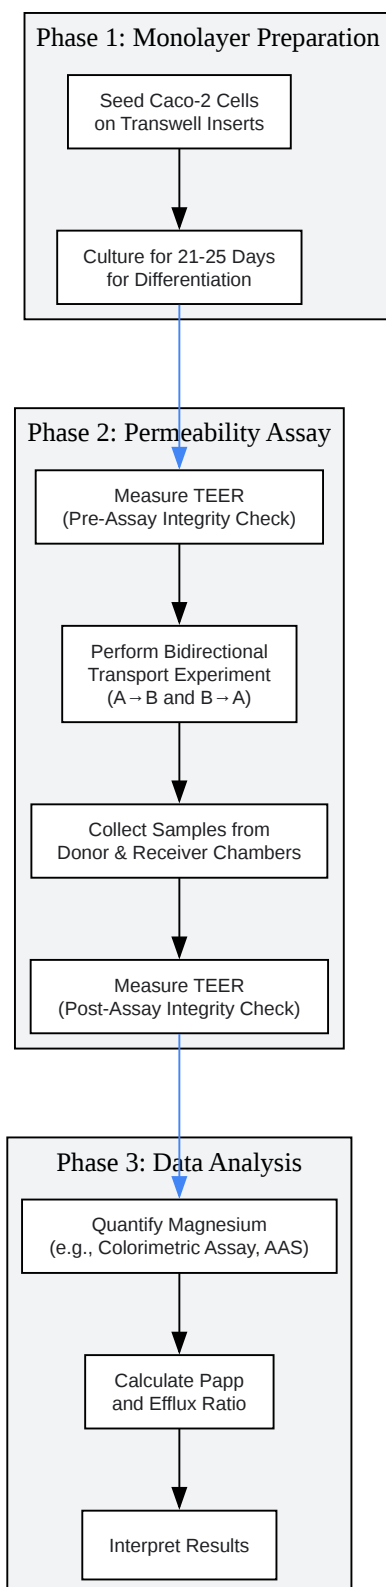 Phase 1: Monolayer Preparation
Seed Caco-2 Cells
on Transwell Inserts
Culture for 21-25 Days
for Differentiation
Phase 2: Permeability Assay
Measure TEER
(Pre-Assay Integrity Check)
Perform Bidirectional
Transport Experiment
(A→B and B→A)
Collect Samples from
Donor & Receiver Chambers
Measure TEER
(Post-Assay Integrity Check)
Phase 3: Data Analysis
Quantify Magnesium
(e.g., Colorimetric Assay, AAS)
Calculate Papp
and Efflux Ratio
Interpret Results